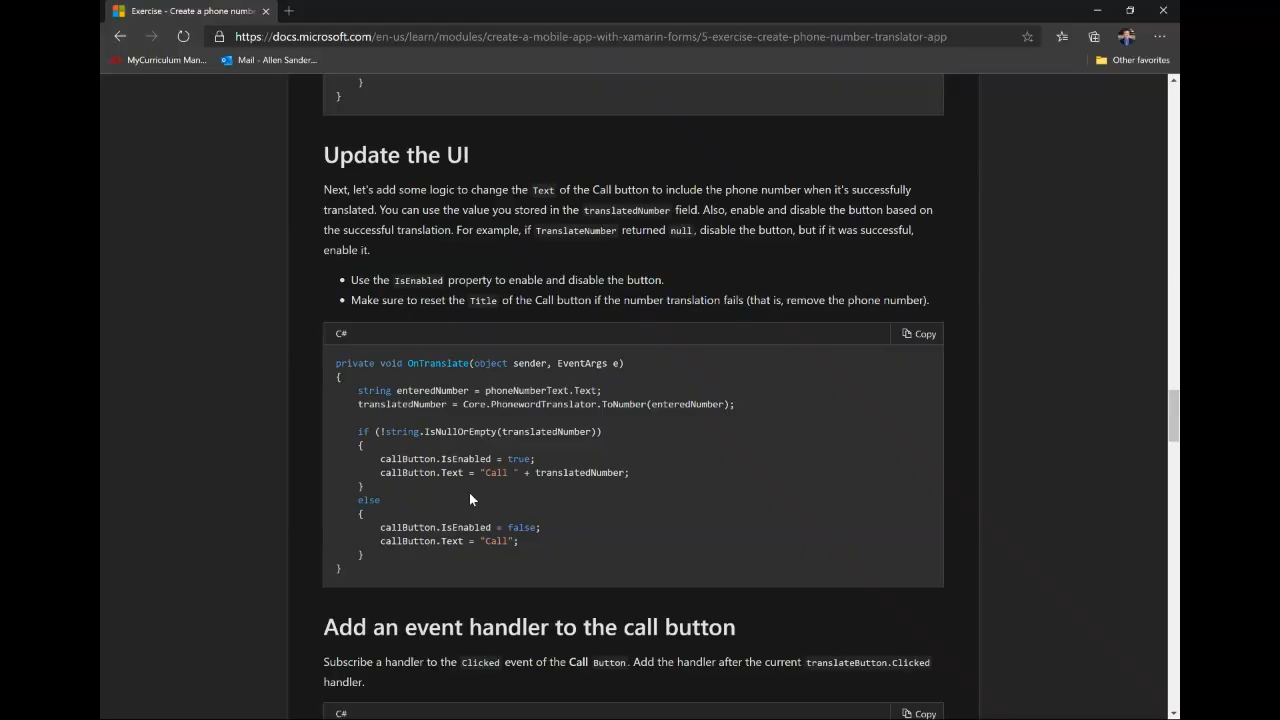 Exercise - Create a phone numb
https://docs.microsoft.com/en-us/learn/modules/create-a-mobile-app-with-xamarin-forms/5-exercise-create-phone-number-translator-app
MyCurriculum Man...
Mail - Allen Sander...
Other favorites
}
}
Update the UI
Next, let's add some logic to change the Text of the Call button to include the phone number when it's successfully
translated. You can use the value you stored in the translatedNumber field. Also, enable and disable the button based on
the successful translation. For example, if TranslateNumber returned null, disable the button, but if it was successful,
enable it.
• Use the IsEnabled property to enable and disable the button.
• Make sure to reset the Title of the Call button if the number translation fails (that is, remove the phone number).
C#
Copy
private void OnTranslate(object sender, EventArgs e)
{
string enteredNumber = phoneNumberText.Text;
translatedNumber = Core.PhonewordTranslator.ToNumber(enteredNumber);
if (!string.IsNullOrEmpty(translatedNumber))
{
callButton.IsEnabled = true;
callButton.Text = "Call " + translatedNumber;
}
else
{
callButton.IsEnabled = false;
callButton.Text = "Call";
}
}
Add an event handler to the call button
Subscribe a handler to the Clicked event of the Call Button. Add the handler after the current translateButton.Clicked
handler.
C#
Copy